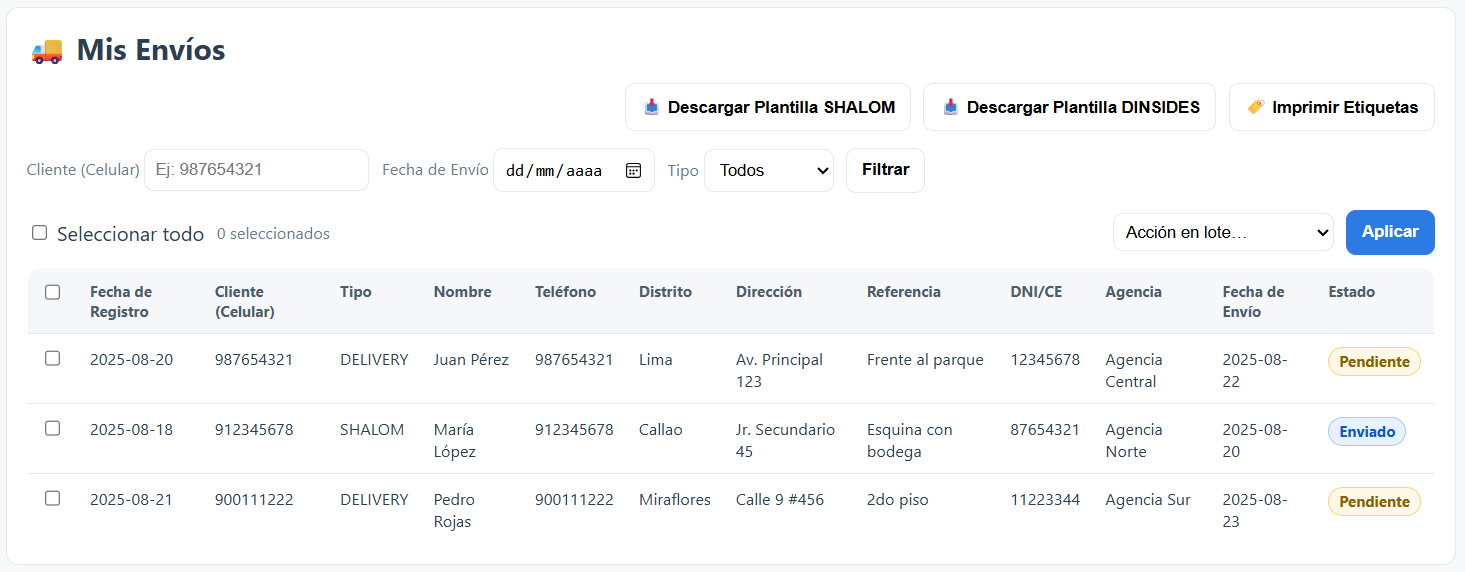 Mis Envíos
Descargar Plantilla SHALOM Descargar Plantilla DINSIDES Imprimir Etiquetas
Cliente (Celular) Ej: 987654321 Fecha de Envío dd/mm/aaaa Tipo Todos Filtrar
Seleccionar todo 0 seleccionados Acción en lote... Aplicar
Fecha de Registro Cliente (Celular) Tipo Nombre Teléfono Distrito Dirección Referencia DNI/CE Agencia Fecha de Envío Estado
2025-08-20 987654321 DELIVERY Juan Pérez 987654321 Lima Av. Principal 123 Frente al parque 12345678 Agencia Central 2025-08-22 Pendiente
2025-08-18 912345678 SHALOM María López 912345678 Callao Jr. Secundario 45 Esquina con bodega 87654321 Agencia Norte 2025-08-20 Enviado
2025-08-21 900111222 DELIVERY Pedro Rojas 900111222 Miraflores Calle 9 #456 2do piso 11223344 Agencia Sur 2025-08-23 Pendiente